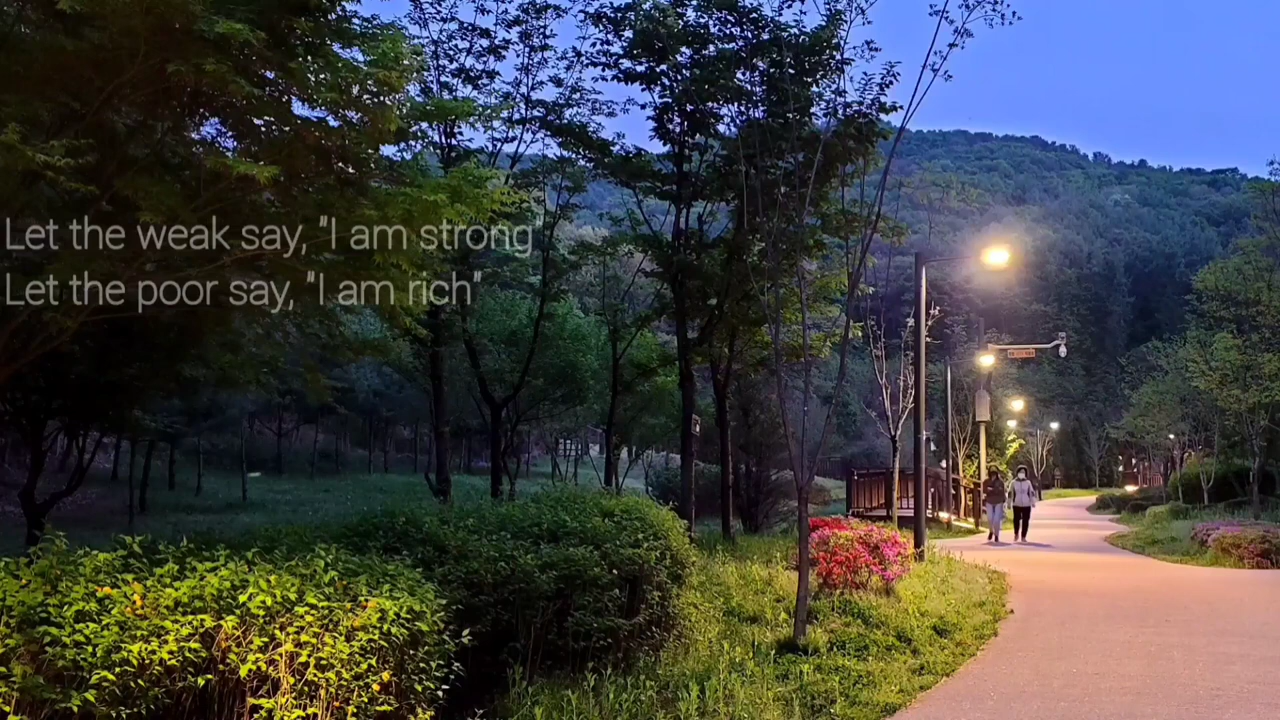 Let the weak say, "I am strong
Let the poor say, "I am rich"